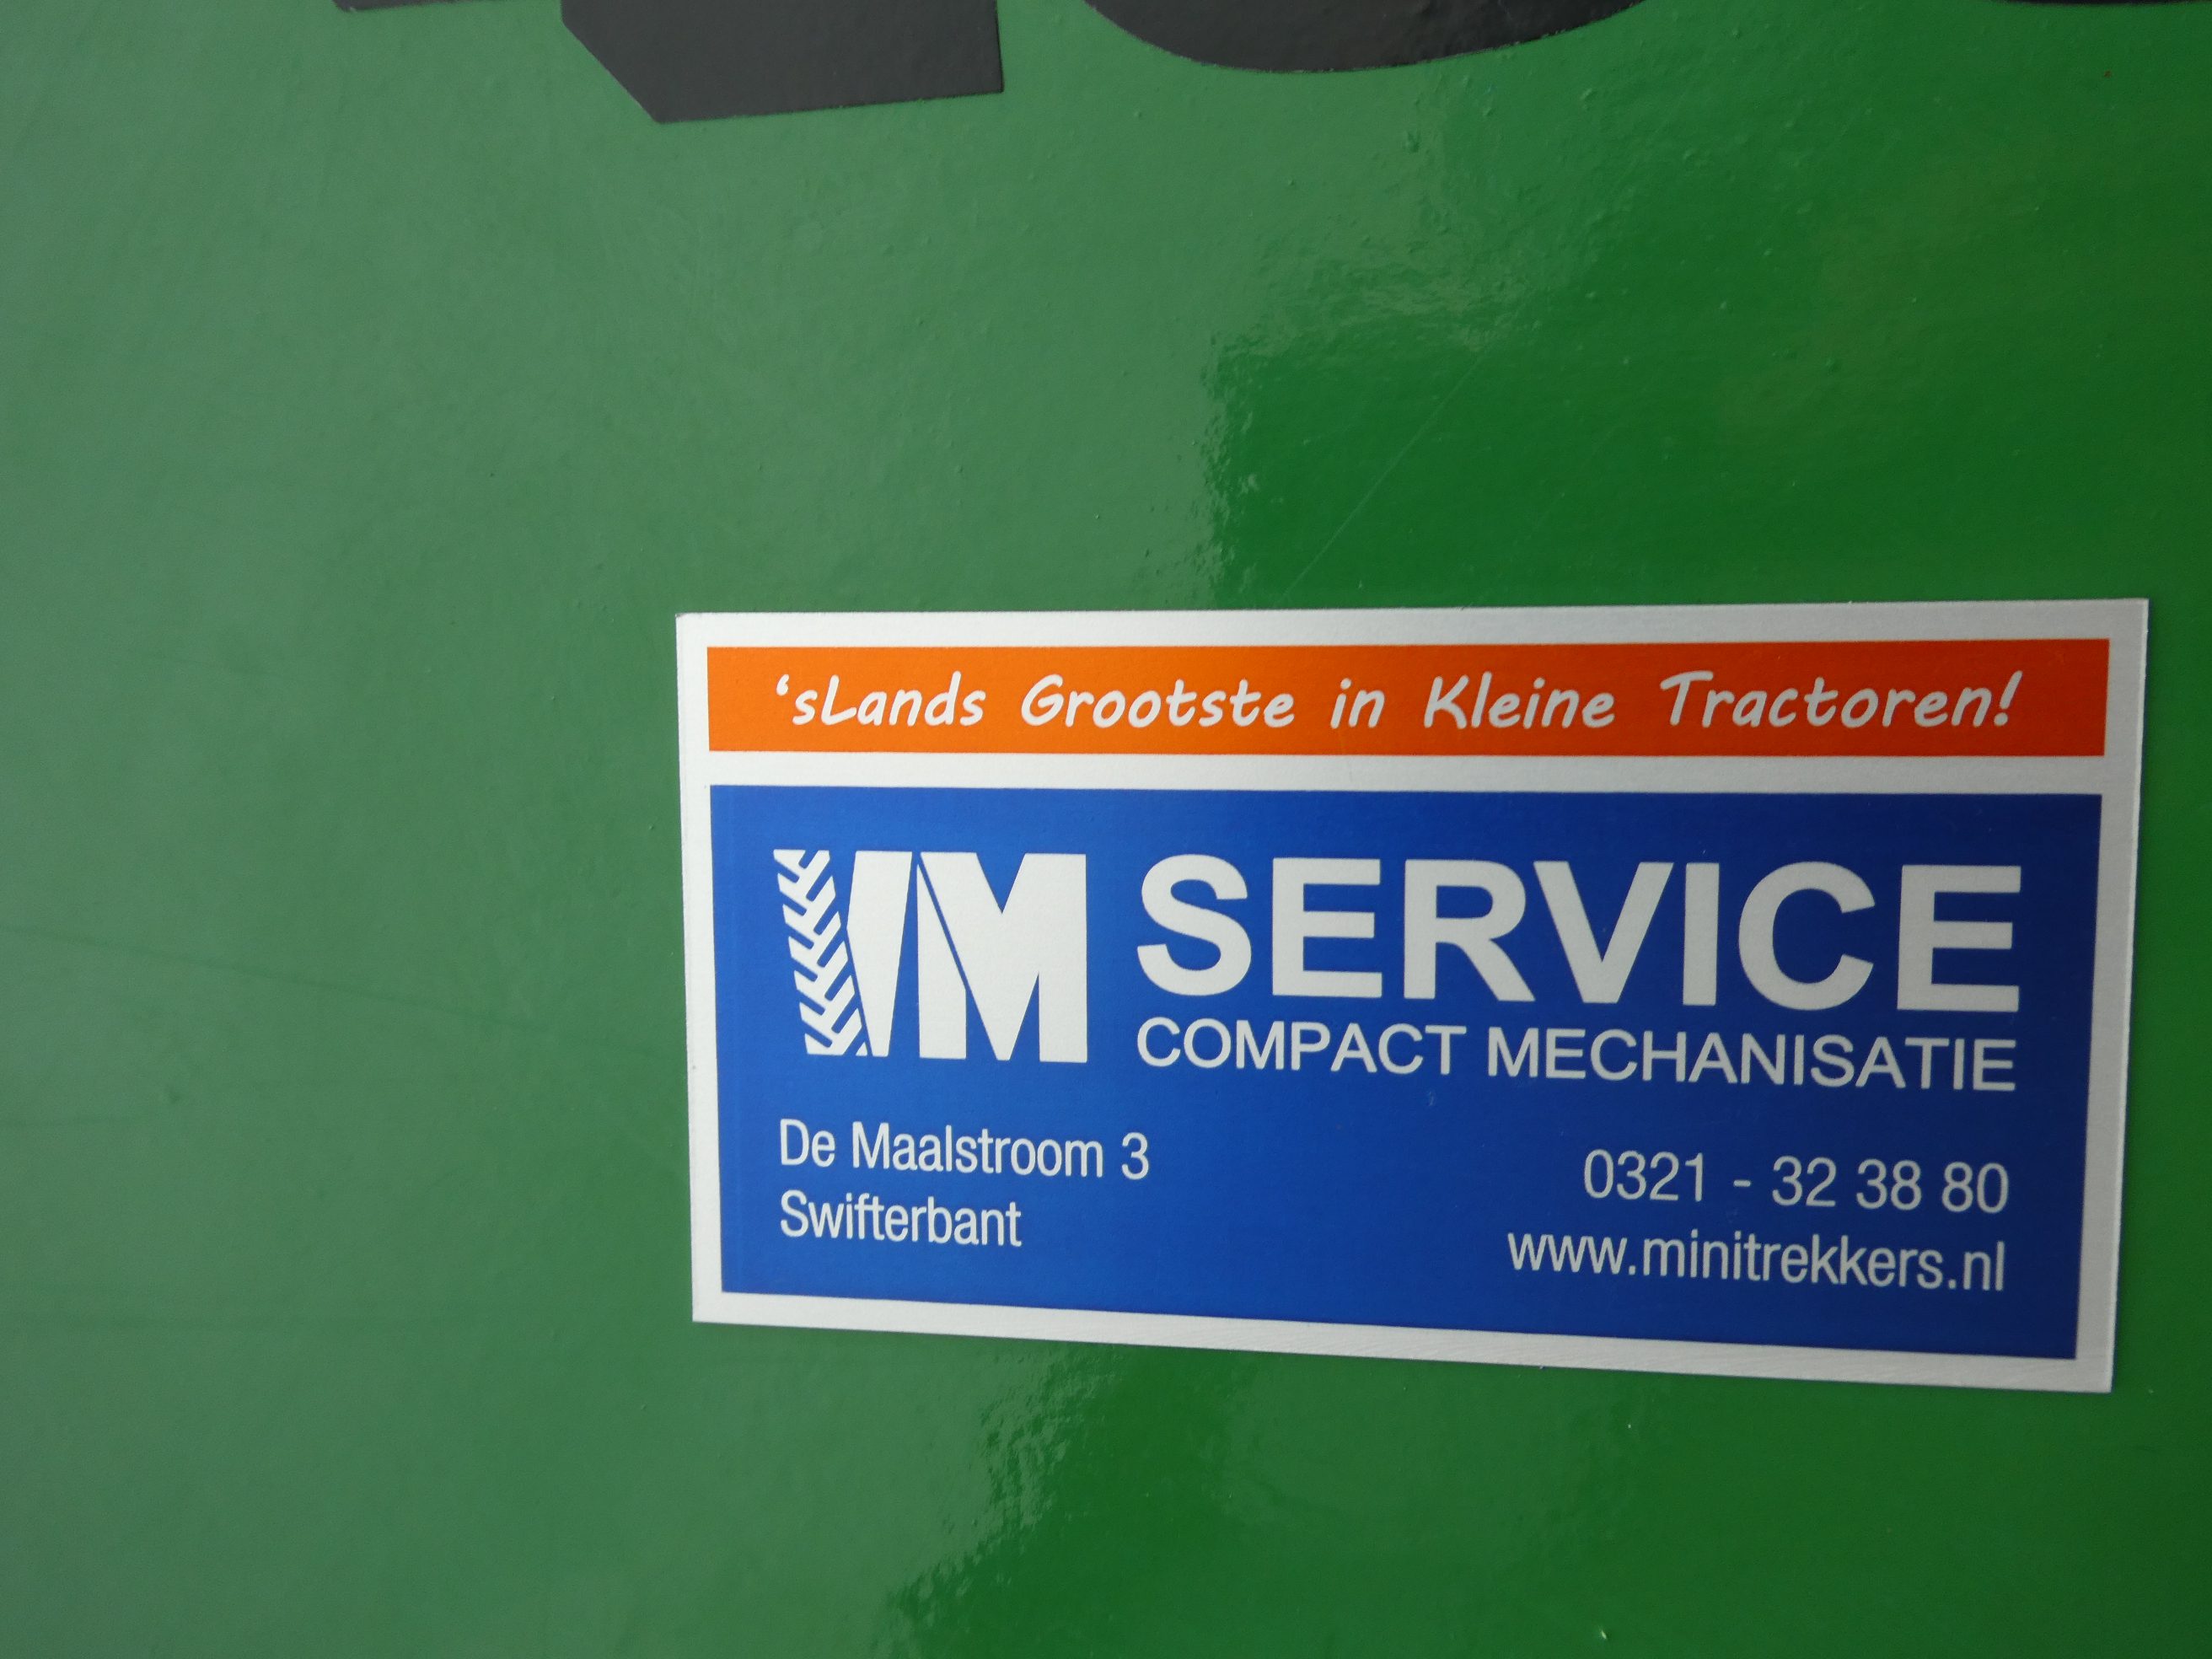 'sLands Grootste in Kleine Tractoren!
VM SERVICE
COMPACT MECHANISATIE
De Maalstroom 3
Swifterbant
0321 - 32 38 80
www.minitrekkers.nl